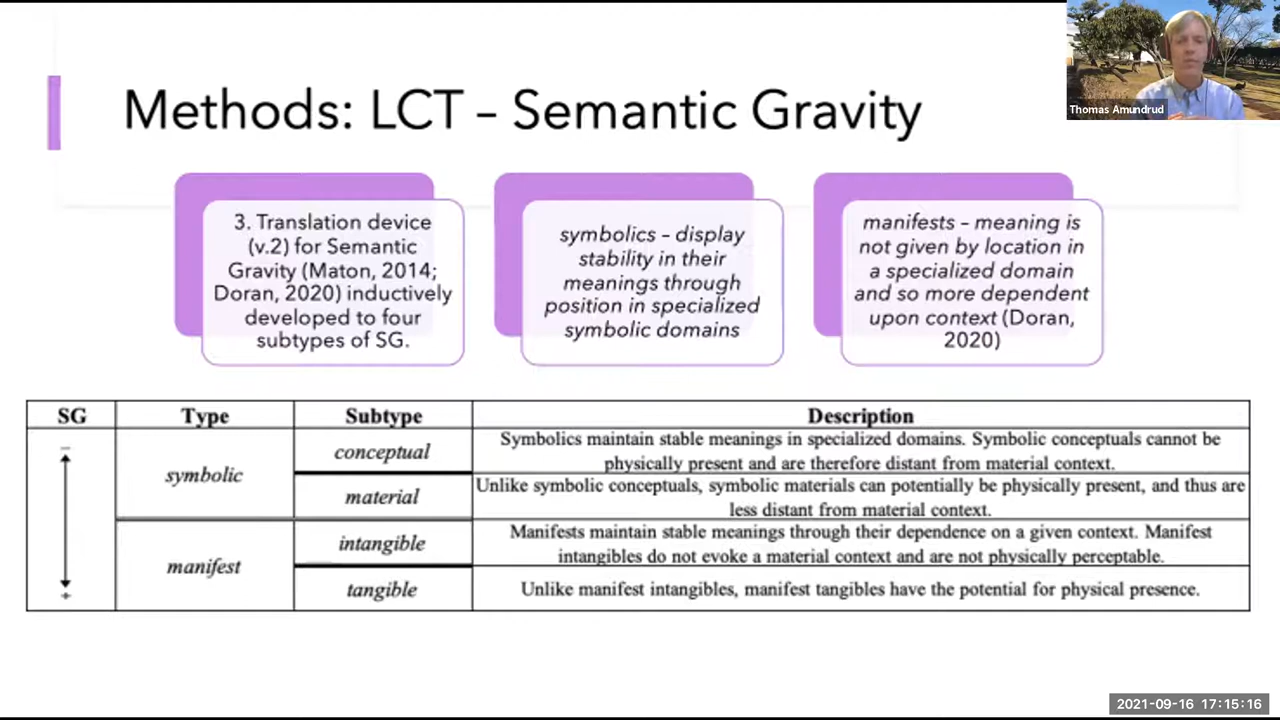 Methods: LCT – Semantic Gravity
Thomas Amundrud
3. Translation device
(v.2) for Semantic
Gravity (Maton, 2014;
Doran, 2020) inductively
developed to four
subtypes of SG.
symbolics – display
stability in their
meanings through
position in specialized
symbolic domains
manifests – meaning is
not given by location in
a specialized domain
and so more dependent
upon context (Doran,
2020)
SG Type Subtype Description
–
symbolic
conceptual
Symbolics maintain stable meanings in specialized domains. Symbolic conceptuals cannot be
physically present and are therefore distant from material context.
material
Unlike symbolic conceptuals, symbolic materials can potentially be physically present, and thus are
less distant from material context.
manifest
intangible
Manifests maintain stable meanings through their dependence on a given context. Manifest
intangibles do not evoke a material context and are not physically perceptable.
+
tangible
Unlike manifest intangibles, manifest tangibles have the potential for physical presence.
2021-09-16 17:15:16